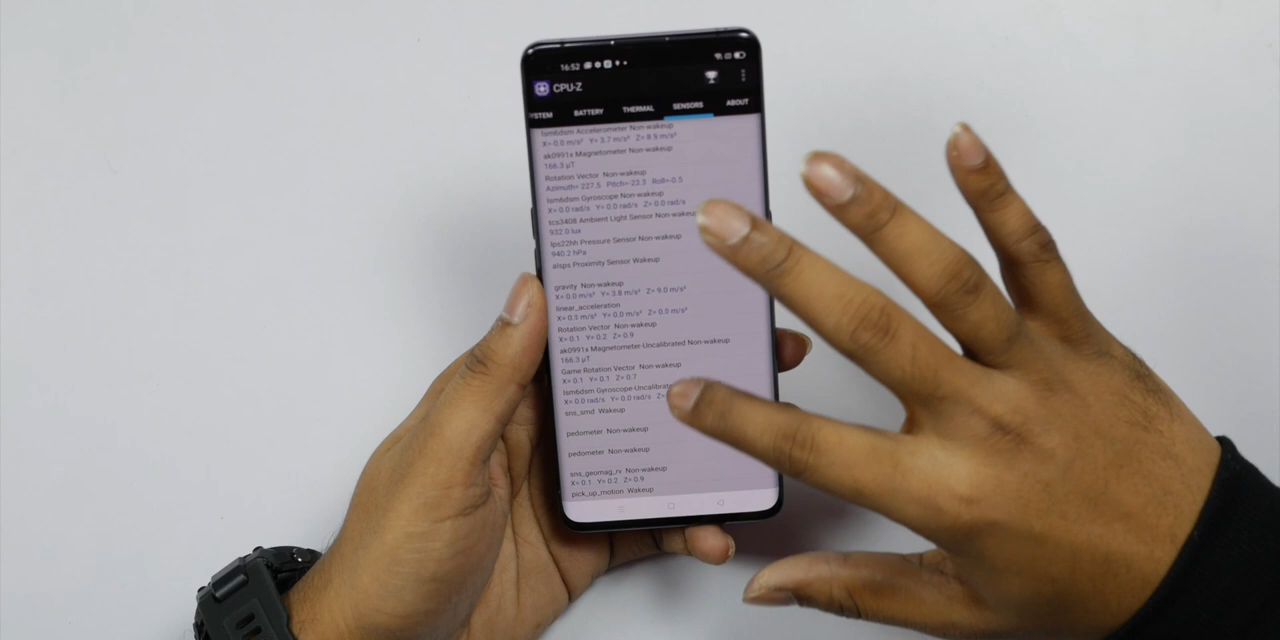 16:52
CPU-Z
YSTEM BATTERY THERMAL SENSORS ABOUT
lsm6dsm Accelerometer Non-wakeup
X= 0.0 m/s² Y= 3.7 m/s² Z= 8.9 m/s²
ak0991x Magnetometer Non-wakeup
166.3 μT
Rotation Vector Non-wakeup
Azimuth= 227.5 Pitch=-23.3 Roll=-0.5
lsm6dsm Gyroscope Non-wakeup
X= 0.0 rad/s Y= 0.0 rad/s Z= 0.0 rad/s
tcs3408 Ambient Light Sensor Non-wakeup
932.0 lux
lps22hh Pressure Sensor Non-wakeup
940.2 hPa
alsps Proximity Sensor Wakeup
gravity Non-wakeup
X= 0.0 m/s² Y= 3.8 m/s² Z= 9.0 m/s²
linear_acceleration
X= 0.5 m/s² Y= 0.0 m/s² Z= 0.0 m/s²
Rotation Vector Non-wakeup
X= 0.1 Y= 0.2 Z= 0.9
ak0991x Magnetometer-Uncalibrated Non-wakeup
166.3 μT
Game Rotation Vector Non-wakeup
X= 0.1 Y= 0.1 Z= 0.7
lsm6dsm Gyroscope-Uncalibrate
X= 0.0 rad/s Y= 0.0 rad/s Z=
sns_smd Wakeup
pedometer Non-wakeup
pedometer Non-wakeup
sns_geomag_rv Non-wakeup
X= 0.1 Y= 0.2 Z= 0.9
pick_up_motion Wakeup